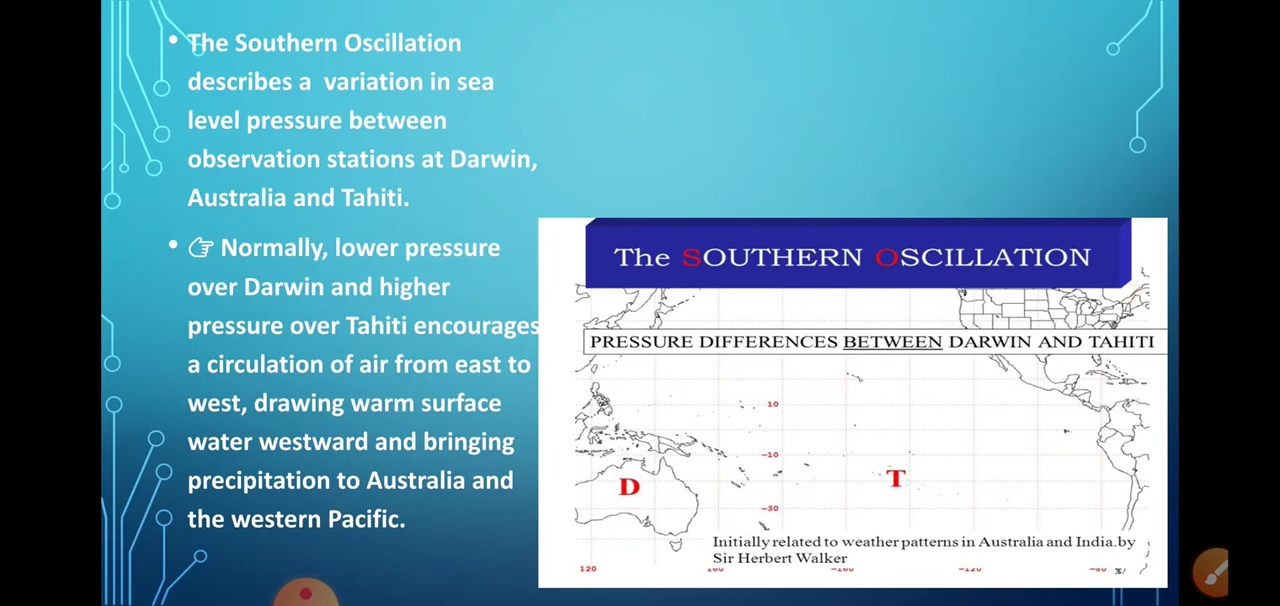 • The Southern Oscillation
describes a variation in sea
level pressure between
observation stations at Darwin,
Australia and Tahiti.
• 👉 Normally, lower pressure
over Darwin and higher
pressure over Tahiti encourages
a circulation of air from east to
west, drawing warm surface
water westward and bringing
precipitation to Australia and
the western Pacific.
The SOUTHERN OSCILLATION
PRESSURE DIFFERENCES BETWEEN DARWIN AND TAHITI
10
-10
D
T
-30
Initially related to weather patterns in Australia and India.by
Sir Herbert Walker
120
160
-160
-120
-80